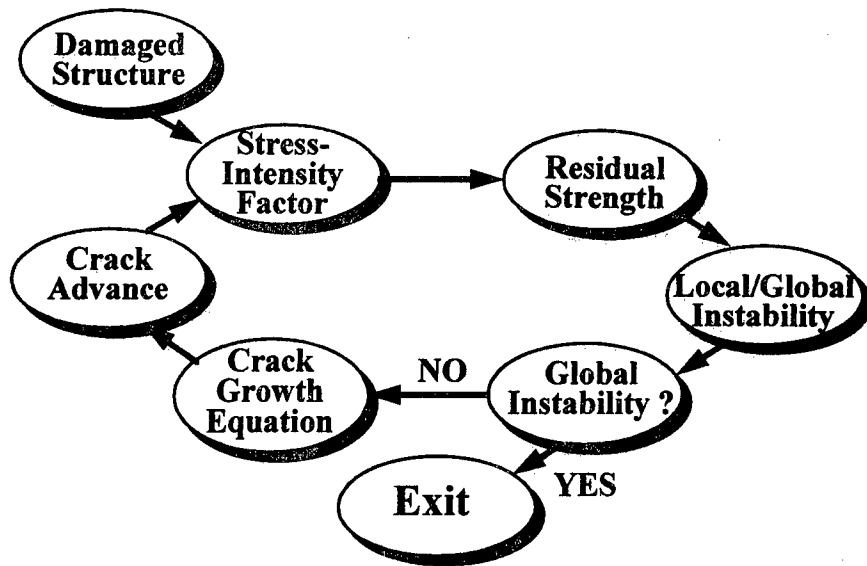 Damaged
Structure
Stress-
Intensity
Factor
Residual
Strength
Local/Global
Instability
Global
Instability ?
NO
YES
Exit
Crack
Growth
Equation
Crack
Advance